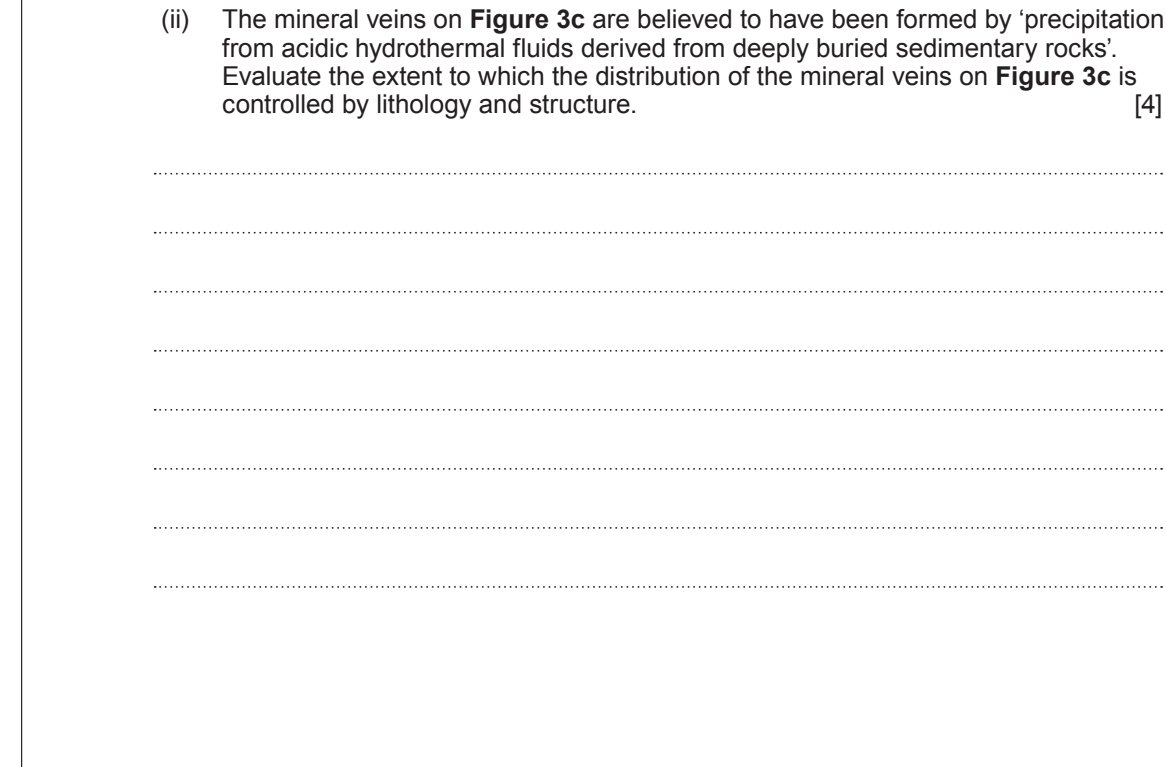 (ii) The mineral veins on Figure 3c are believed to have been formed by ‘precipitation
from acidic hydrothermal fluids derived from deeply buried sedimentary rocks’.
Evaluate the extent to which the distribution of the mineral veins on Figure 3c is
controlled by lithology and structure. [4]